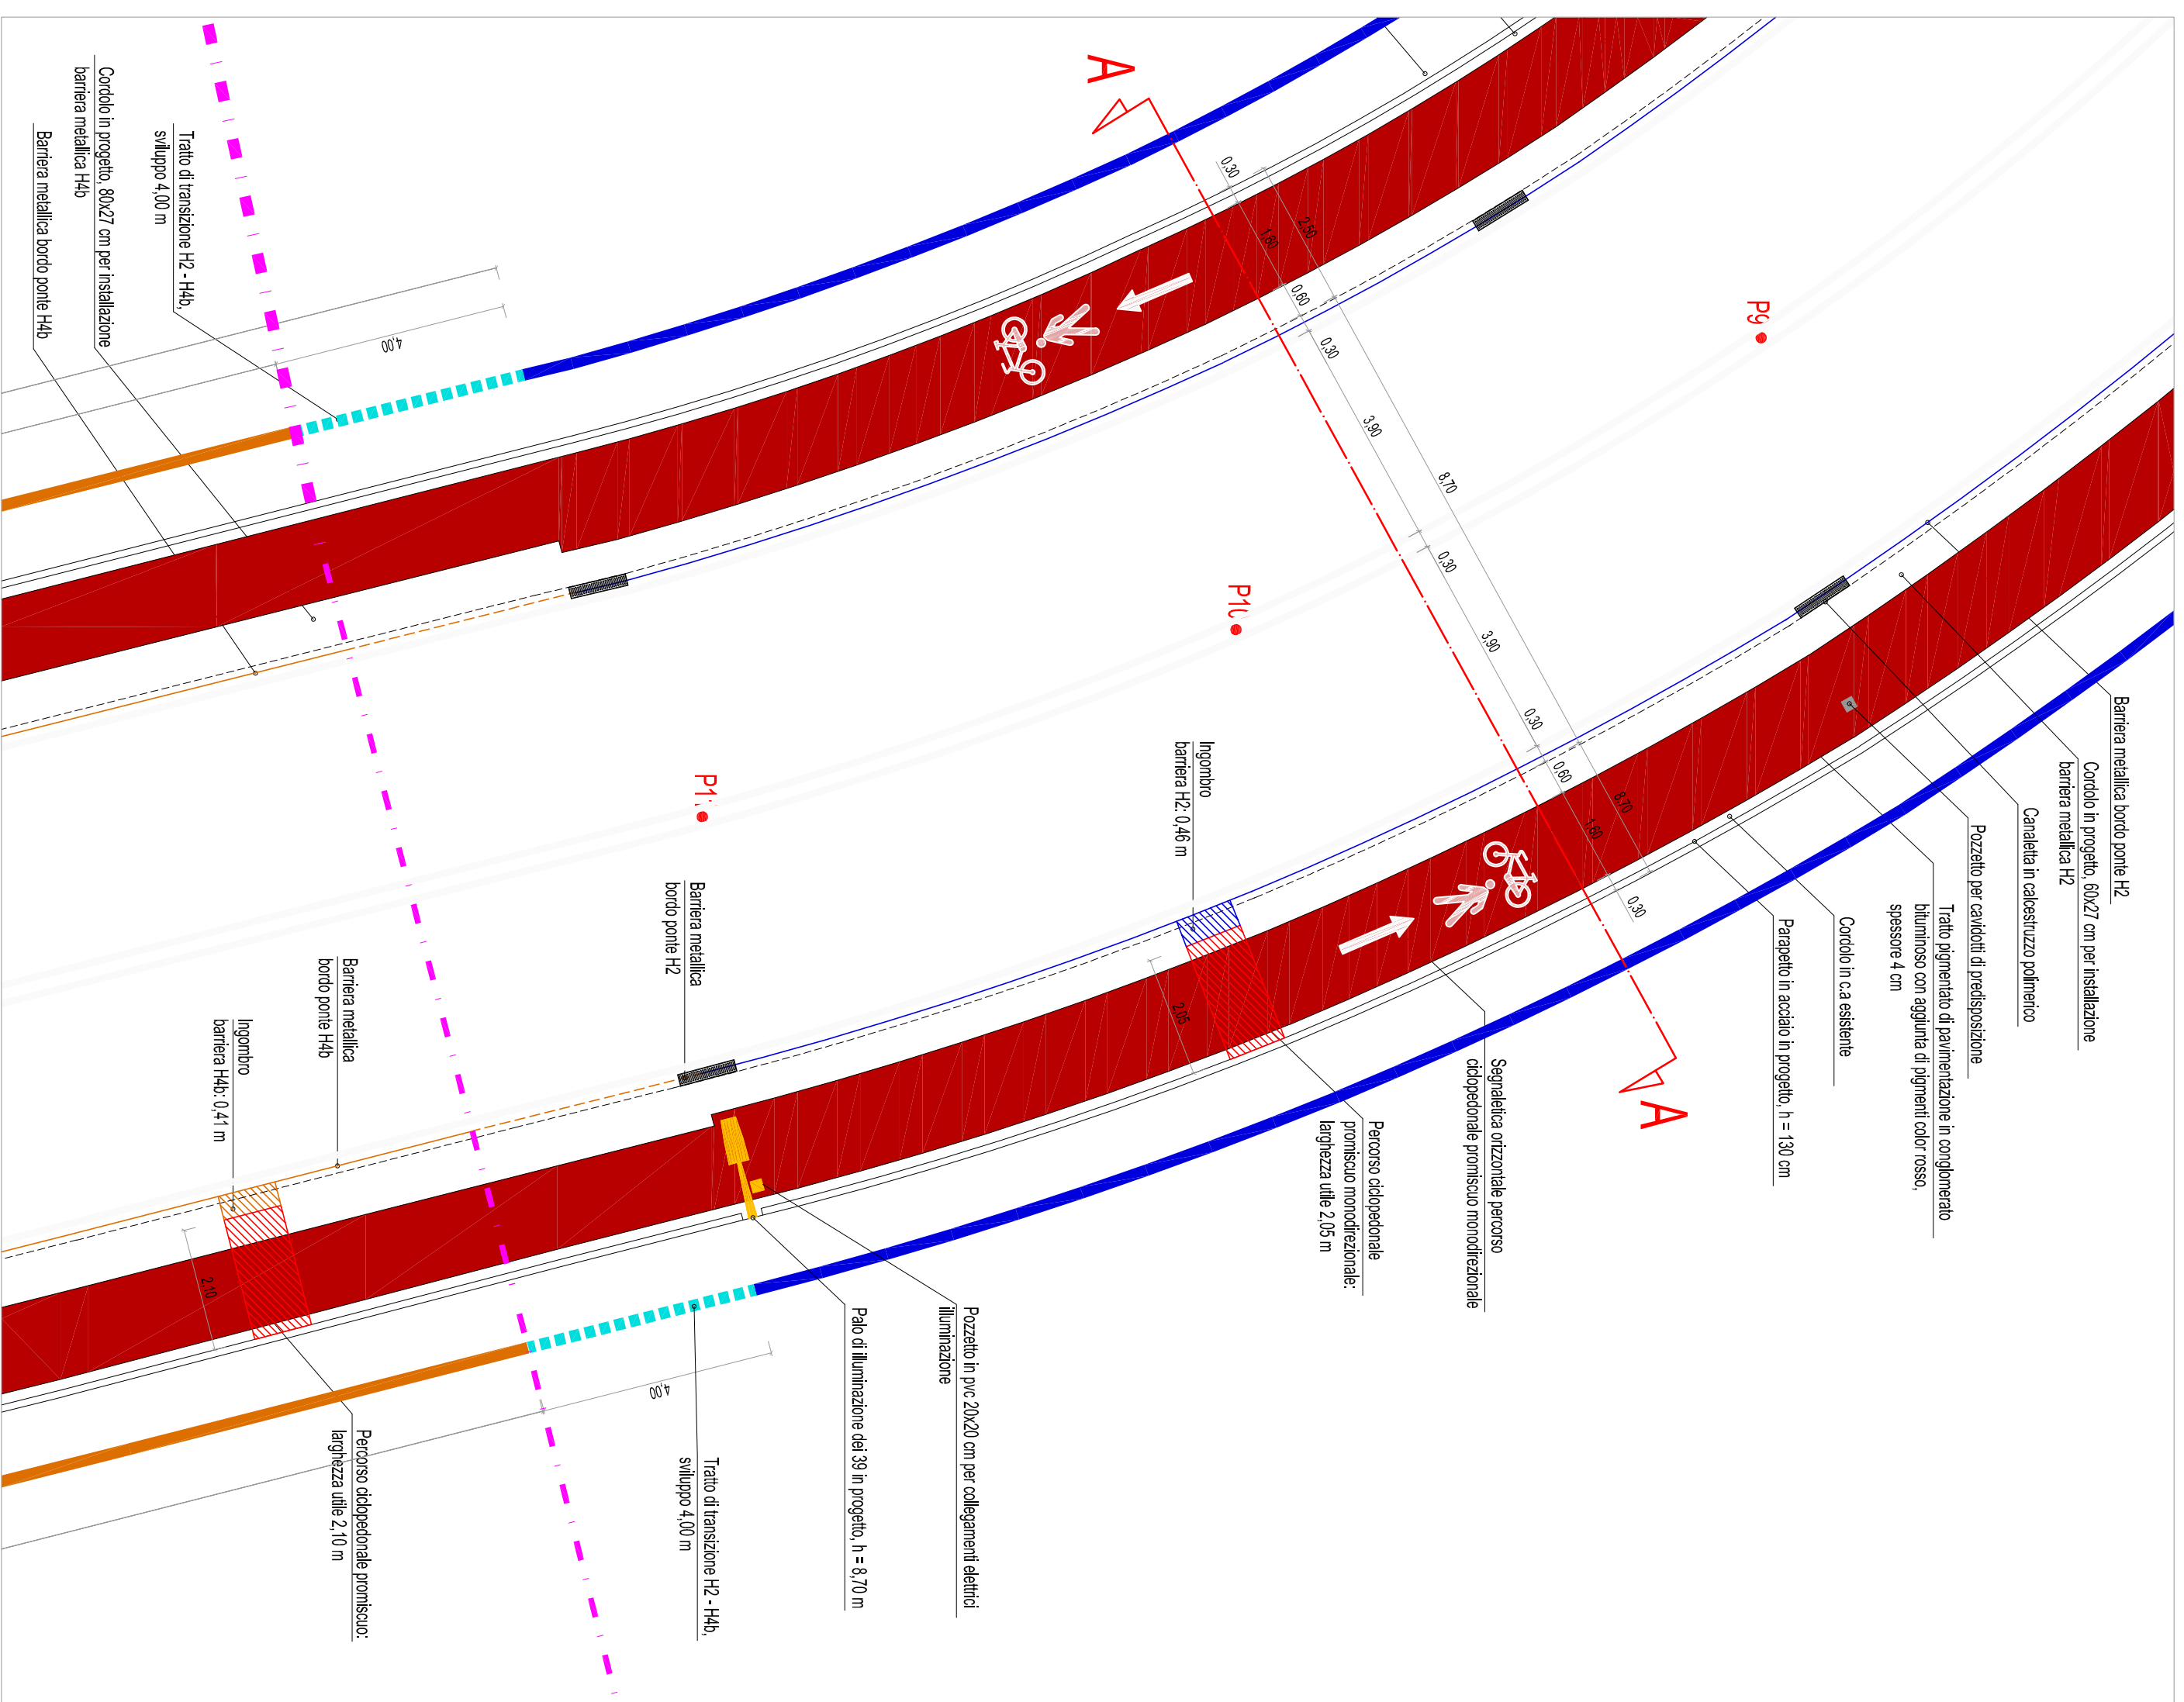 Barriera metallica bordo ponte H2
Cordolo in progetto, 60x27 cm per installazione
barriera metallica H2
Canaletta in calcestruzzo polimerico
Pozzetto per cavidotti di predisposizione
Tratto pigmentato di pavimentazione in conglomerato
bituminoso con aggiunta di pigmenti color rosso,
spessore 4 cm
Cordolo in c.a esistente
Parapetto in acciaio in progetto, h = 130 cm
Segnaletica orizzontale percorso
ciclopedonale promiscuo monodirezionale
Percorso ciclopedonale
promiscuo monodirezionale:
larghezza utile 2,05 m
Ingombro
barriera H2: 0,46 m
Pozzetto in pvc 20x20 cm per collegamenti elettrici
illuminazione
Palo di illuminazione dei 39 in progetto, h = 8,70 m
Tratto di transizione H2 - H4b,
sviluppo 4,00 m
Barriera metallica
bordo ponte H2
Barriera metallica
bordo ponte H4b
Percorso ciclopedonale promiscuo:
larghezza utile 2,10 m
Ingombro
barriera H4b: 0,41 m
Tratto di transizione H2 - H4b,
sviluppo 4,00 m
Cordolo in progetto, 80x27 cm per installazione
barriera metallica H4b
Barriera metallica bordo ponte H4b
A
A
P9
P10
P11
0,30
2,50
1,60
0,60
0,30
3,90
8,70
0,30
3,90
0,30
0,60
8,70
1,60
0,30
2,05
2,10
4,00
4,00